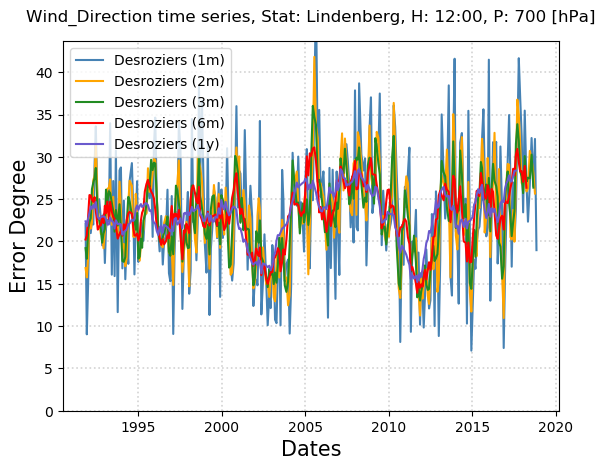 Wind_Direction time series, Stat: Lindenberg, H: 12:00, P: 700 [hPa]
Desroziers (1m)
Desroziers (2m)
Desroziers (3m)
Desroziers (6m)
Desroziers (1y)
Error Degree
40
35
30
25
20
15
10
5
0
1995
2000
2005
2010
2015
2020
Dates